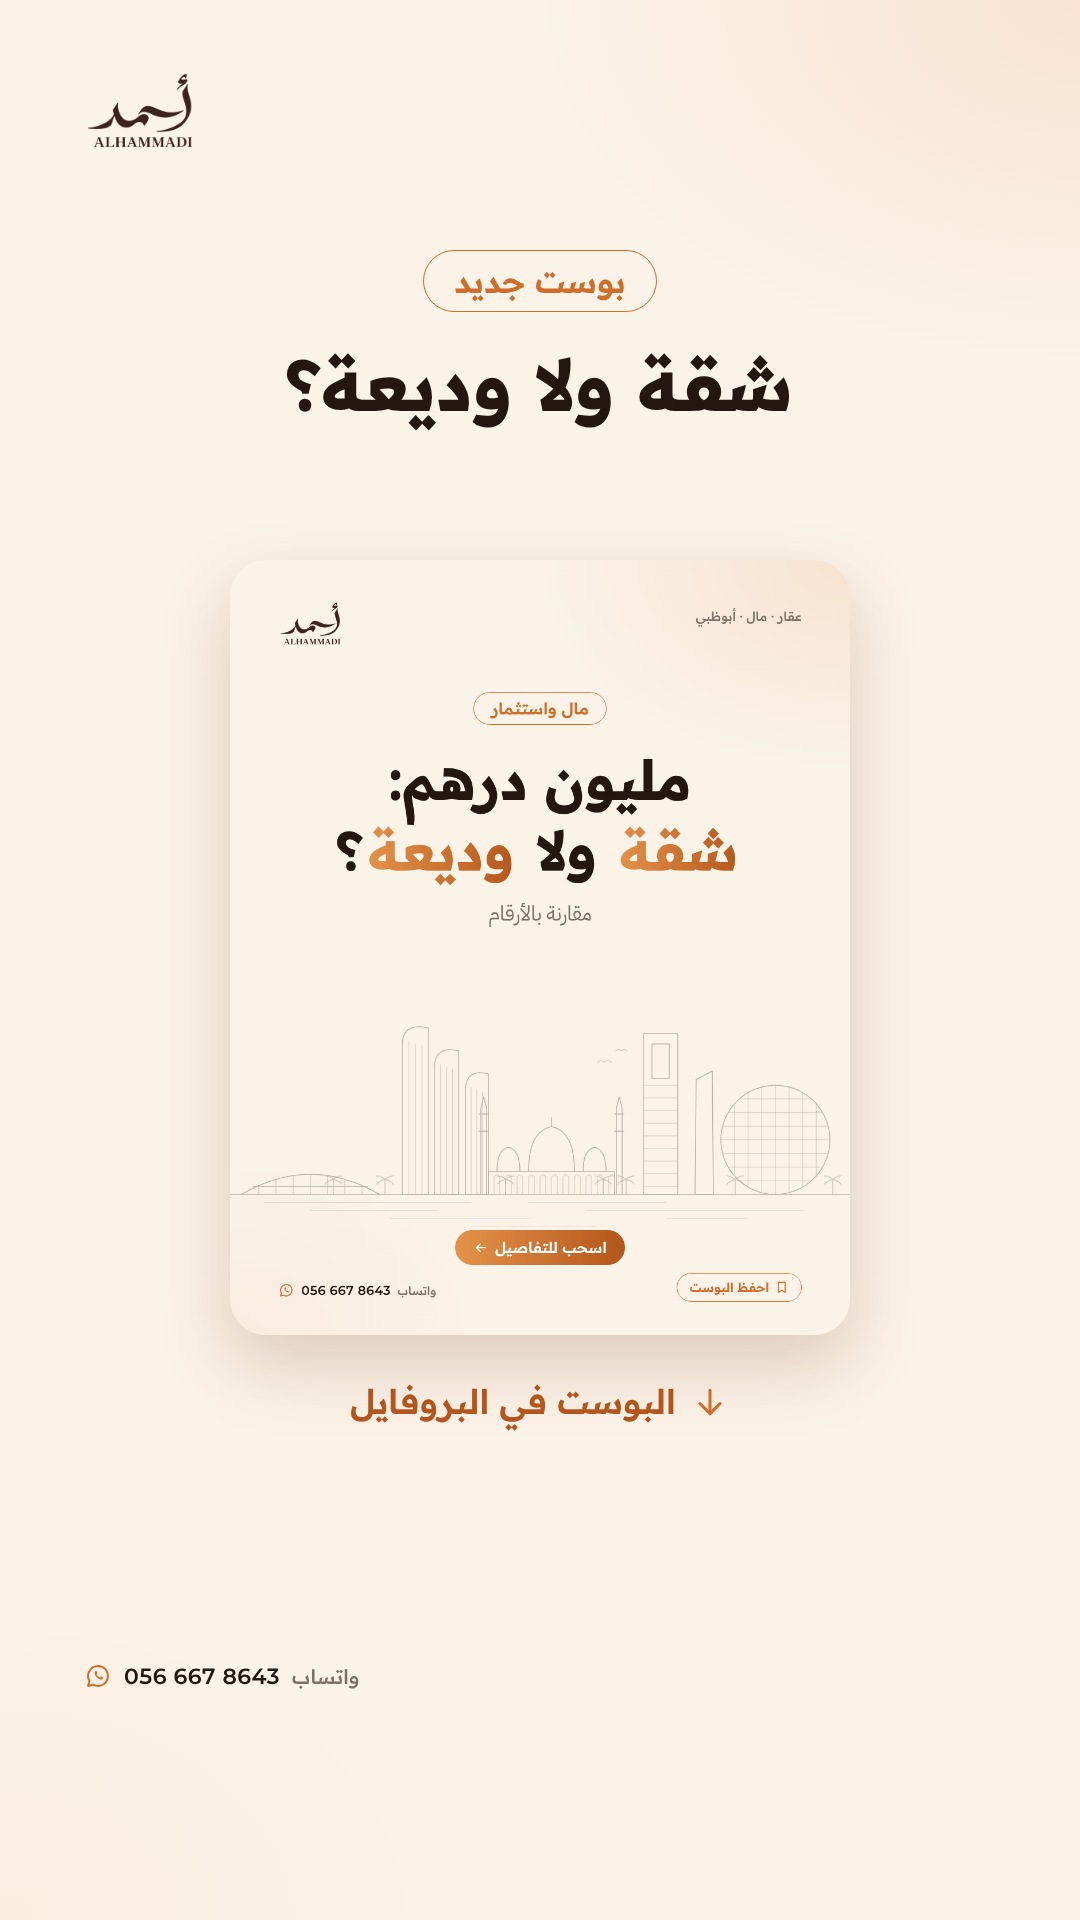 أحمد
ALHAMMADI
بوست جديد
شقة ولا وديعة؟
أحمد
ALHAMMADI
عقار · مال · أبوظبي
مال واستثمار
مليون درهم:
شقة ولا وديعة؟
مقارنة بالأرقام
اسحب للتفاصيل ←
احفظ البوست
واتساب 056 667 8643
↓ البوست في البروفايل
واتساب 056 667 8643